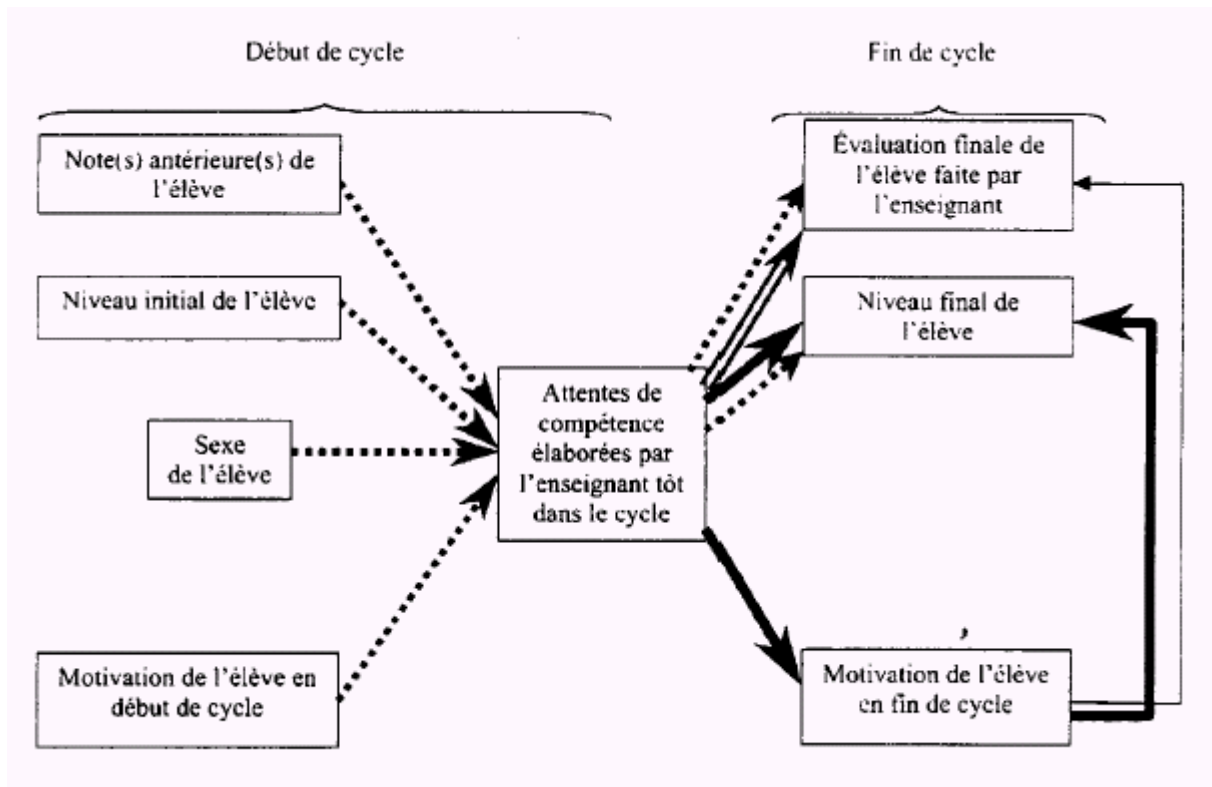 Début de cycle
Fin de cycle
Note(s) antérieure(s) de
l'élève
Évaluation finale de
l'élève faite par
l'enseignant
Niveau initial de l'élève
Niveau final de
l'élève
Attentes de
compétence
élaborées par
l'enseignant tôt
dans le cycle
Sexe
de l'élève
Motivation de l'élève en
début de cycle
Motivation de l'élève
en fin de cycle